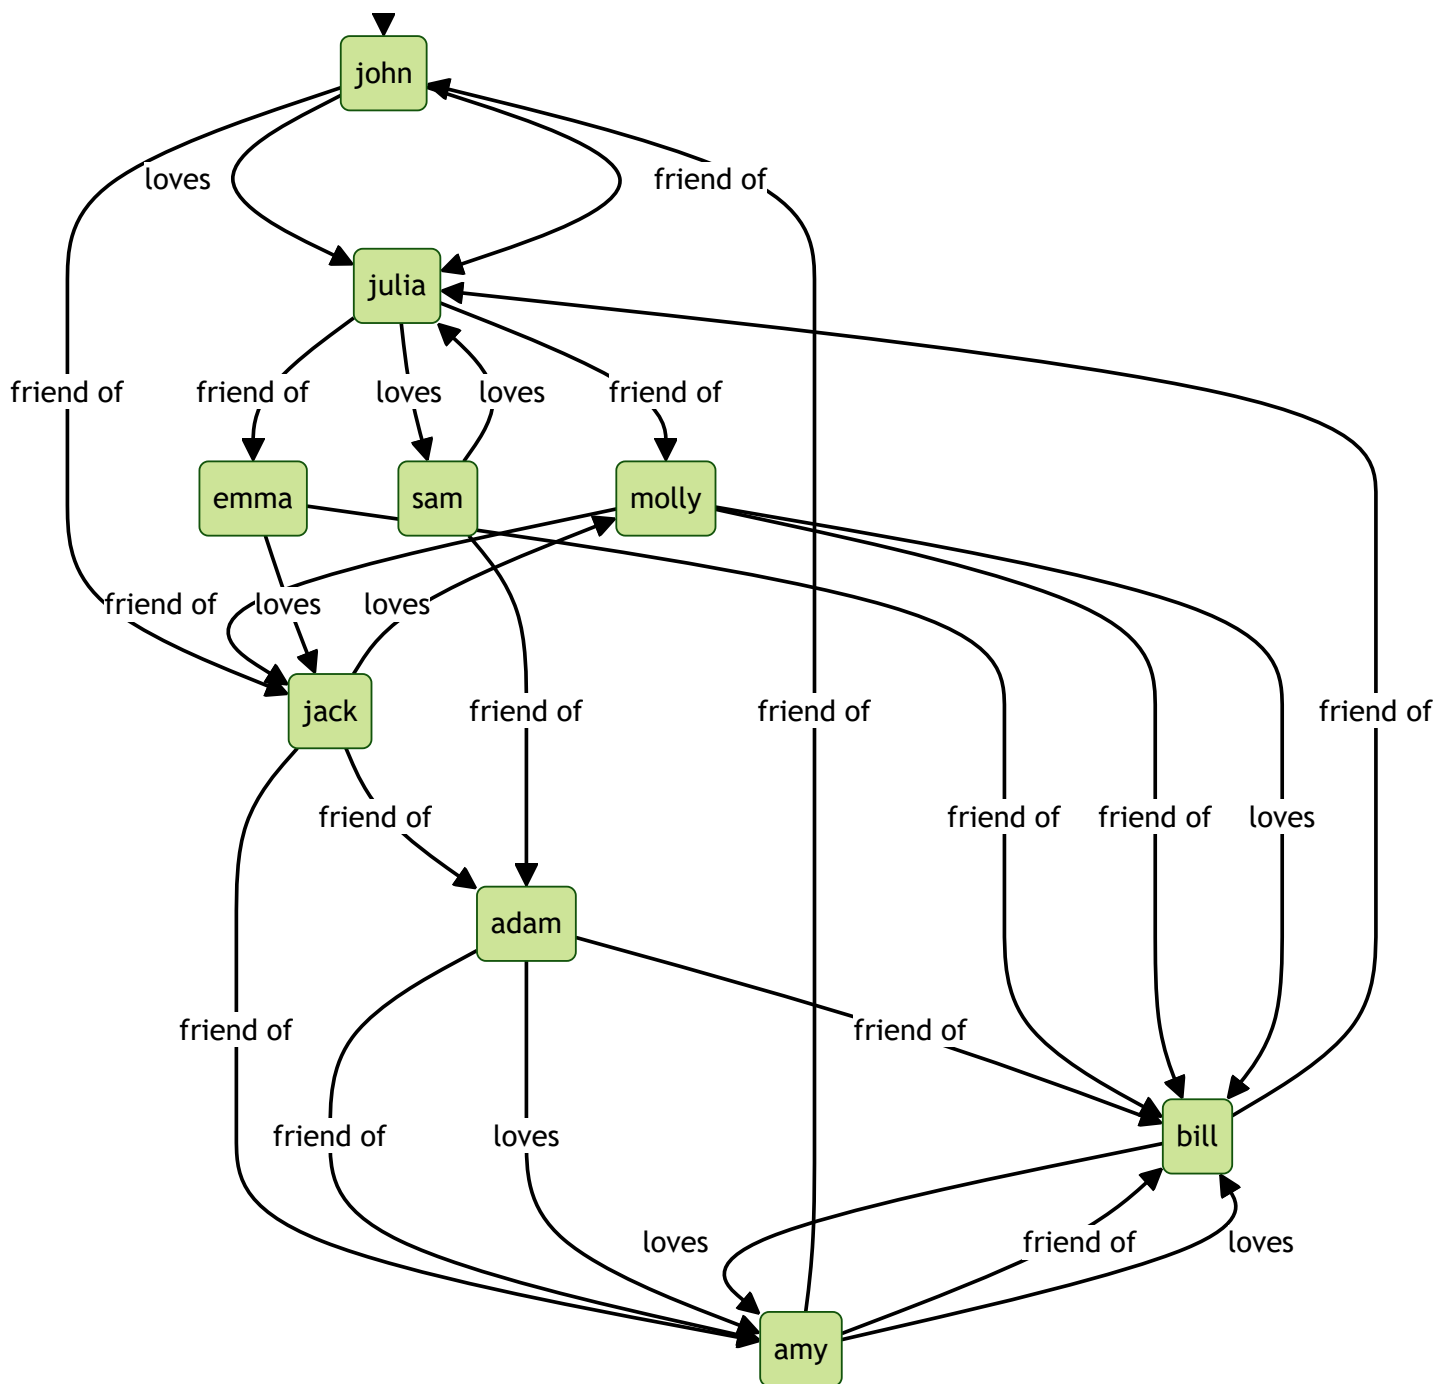 john
loves
friend of
julia
friend of
friend of
loves
loves
friend of
emma
sam
molly
friend of
loves
loves
jack
friend of
friend of
friend of
friend of
friend of
friend of
loves
adam
friend of
friend of
friend of
loves
bill
loves
friend of
loves
amy